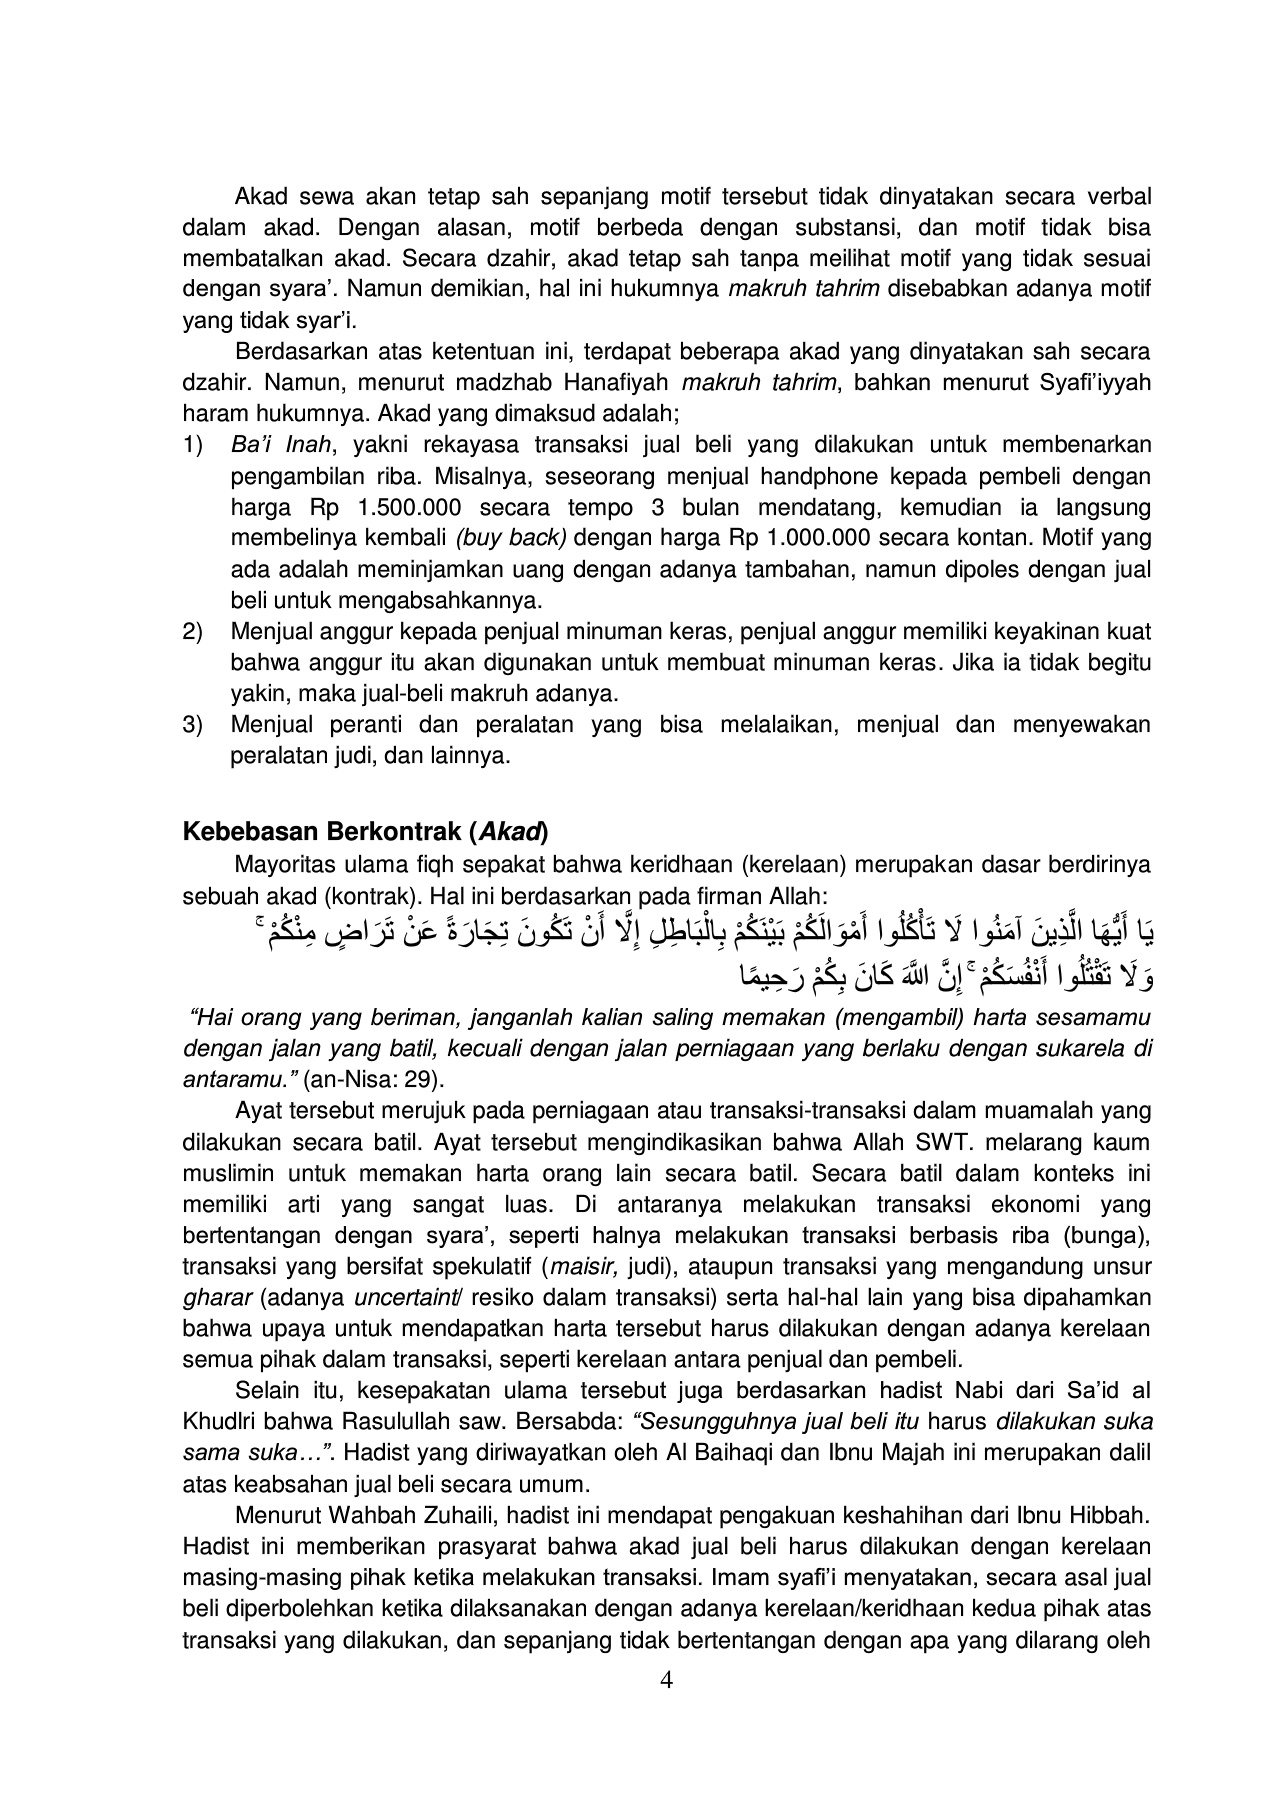 Akad sewa akan tetap sah sepanjang motif tersebut tidak dinyatakan secara verbal
dalam akad. Dengan alasan, motif berbeda dengan substansi, dan motif tidak bisa
membatalkan akad. Secara dzahir, akad tetap sah tanpa meilihat motif yang tidak sesuai
dengan syara’. Namun demikian, hal ini hukumnya makruh tahrim disebabkan adanya motif
yang tidak syar’i.
Berdasarkan atas ketentuan ini, terdapat beberapa akad yang dinyatakan sah secara
dzahir. Namun, menurut madzhab Hanafiyah makruh tahrim, bahkan menurut Syafi’iyyah
haram hukumnya. Akad yang dimaksud adalah;
1) Ba’i Inah, yakni rekayasa transaksi jual beli yang dilakukan untuk membenarkan
pengambilan riba. Misalnya, seseorang menjual handphone kepada pembeli dengan
harga Rp 1.500.000 secara tempo 3 bulan mendatang, kemudian ia langsung
membelinya kembali (buy back) dengan harga Rp 1.000.000 secara kontan. Motif yang
ada adalah meminjamkan uang dengan adanya tambahan, namun dipoles dengan jual
beli untuk mengabsahkannya.
2) Menjual anggur kepada penjual minuman keras, penjual anggur memiliki keyakinan kuat
bahwa anggur itu akan digunakan untuk membuat minuman keras. Jika ia tidak begitu
yakin, maka jual-beli makruh adanya.
3) Menjual peranti dan peralatan yang bisa melalaikan, menjual dan menyewakan
peralatan judi, dan lainnya.
Kebebasan Berkontrak (Akad)
Mayoritas ulama fiqh sepakat bahwa keridhaan (kerelaan) merupakan dasar berdirinya
sebuah akad (kontrak). Hal ini berdasarkan pada firman Allah:
يَا أَيُّهَا الَّذِينَ آمَنُوا لَا تَأْكُلُوا أَمْوَالَكُمْ بَيْنَكُمْ بِالْبَاطِلِ إِلَّا أَنْ تَكُونَ تِجَارَةً عَنْ تَرَاضٍ مِنْكُمْ ۚ
وَلَا تَقْتُلُوا أَنْفُسَكُمْ ۚ إِنَّ اللَّهَ كَانَ بِكُمْ رَحِيمًا
“Hai orang yang beriman, janganlah kalian saling memakan (mengambil) harta sesamamu
dengan jalan yang batil, kecuali dengan jalan perniagaan yang berlaku dengan sukarela di
antaramu.” (an-Nisa: 29).
Ayat tersebut merujuk pada perniagaan atau transaksi-transaksi dalam muamalah yang
dilakukan secara batil. Ayat tersebut mengindikasikan bahwa Allah SWT. melarang kaum
muslimin untuk memakan harta orang lain secara batil. Secara batil dalam konteks ini
memiliki arti yang sangat luas. Di antaranya melakukan transaksi ekonomi yang
bertentangan dengan syara’, seperti halnya melakukan transaksi berbasis riba (bunga),
transaksi yang bersifat spekulatif (maisir, judi), ataupun transaksi yang mengandung unsur
gharar (adanya uncertaint/ resiko dalam transaksi) serta hal-hal lain yang bisa dipahamkan
bahwa upaya untuk mendapatkan harta tersebut harus dilakukan dengan adanya kerelaan
semua pihak dalam transaksi, seperti kerelaan antara penjual dan pembeli.
Selain itu, kesepakatan ulama tersebut juga berdasarkan hadist Nabi dari Sa’id al
Khudlri bahwa Rasulullah saw. Bersabda: “Sesungguhnya jual beli itu harus dilakukan suka
sama suka…”. Hadist yang diriwayatkan oleh Al Baihaqi dan Ibnu Majah ini merupakan dalil
atas keabsahan jual beli secara umum.
Menurut Wahbah Zuhaili, hadist ini mendapat pengakuan keshahihan dari Ibnu Hibbah.
Hadist ini memberikan prasyarat bahwa akad jual beli harus dilakukan dengan kerelaan
masing-masing pihak ketika melakukan transaksi. Imam syafi’i menyatakan, secara asal jual
beli diperbolehkan ketika dilaksanakan dengan adanya kerelaan/keridhaan kedua pihak atas
transaksi yang dilakukan, dan sepanjang tidak bertentangan dengan apa yang dilarang oleh
4